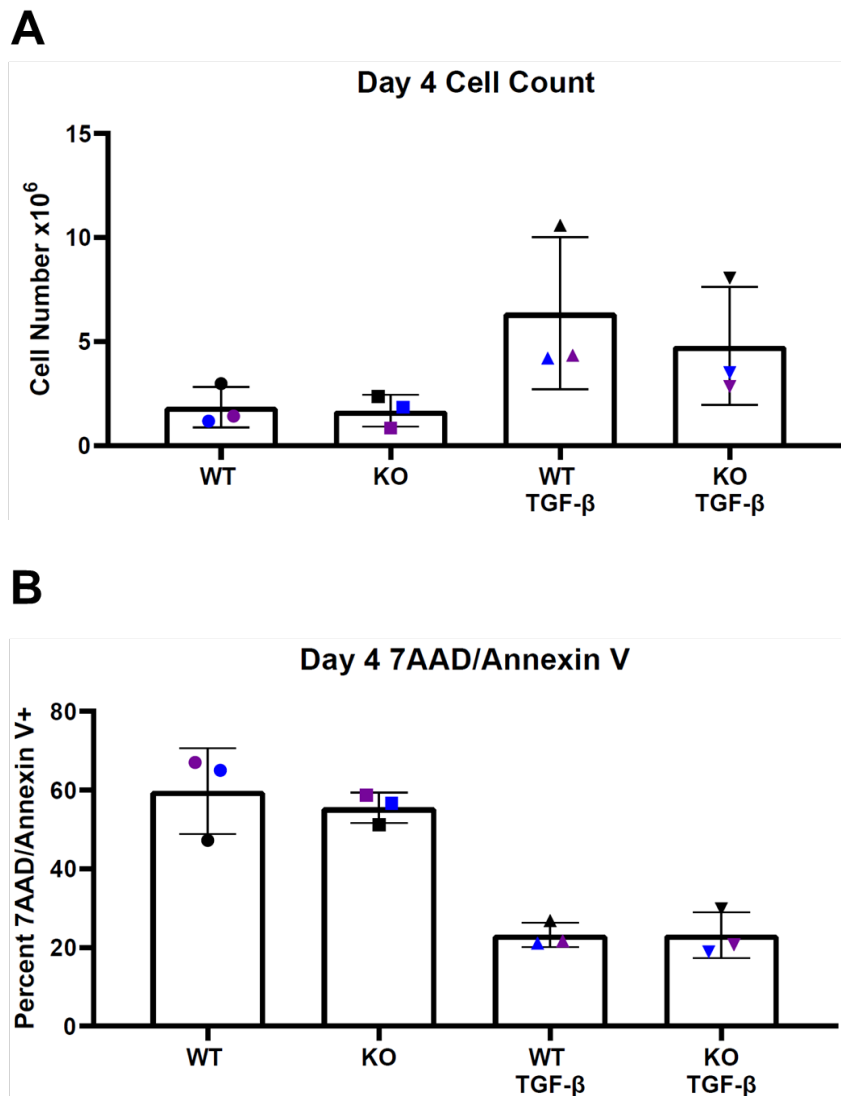 A
Day 4 Cell Count
Cell Number x10⁶
15
10
5
0
WT
KO
WT
TGF-β
KO
TGF-β
B
Day 4 7AAD/Annexin V
Percent 7AAD/Annexin V+
80
60
40
20
0
WT
KO
WT
TGF-β
KO
TGF-β